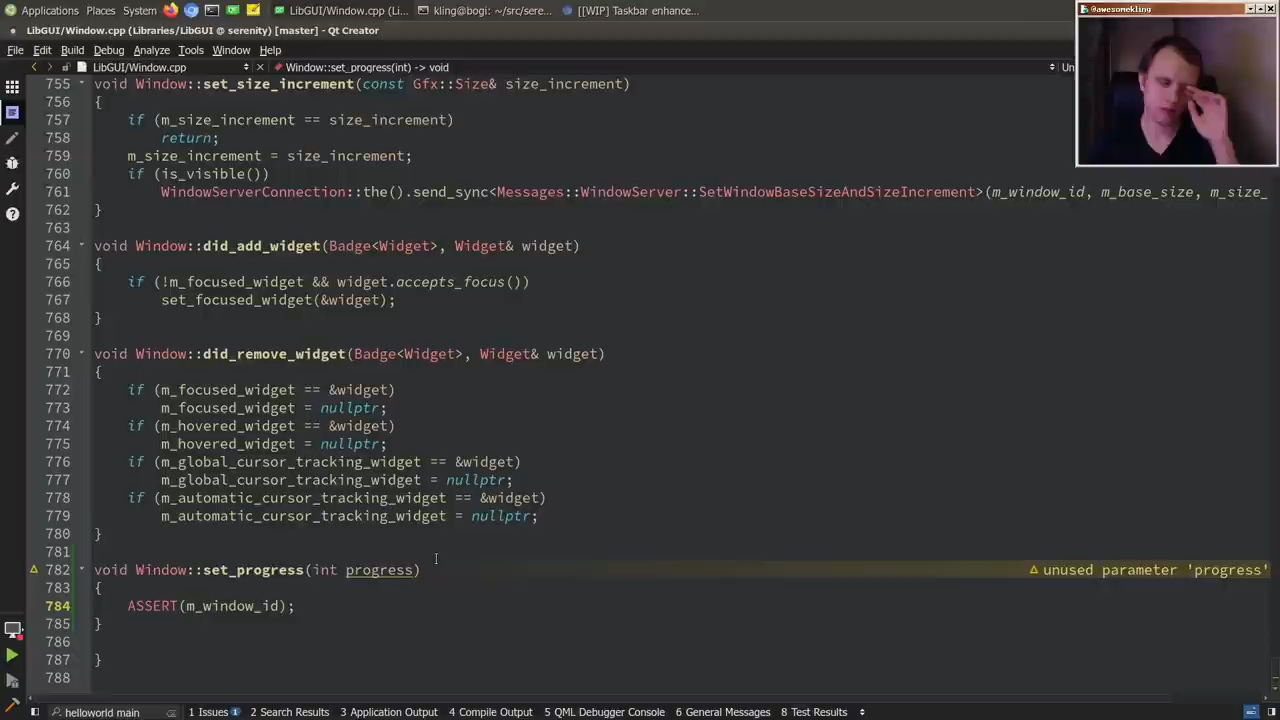 Applications Places System LibGUI/Window.cpp (Li... kling@bogi: ~/src/sere... [[WIP] Taskbar enhance...
LibGUI/Window.cpp (Libraries/LibGUI @ serenity) [master] - Qt Creator
@awesomekling
File Edit Build Debug Analyze Tools Window Help
LibGUI/Window.cpp Window::set_progress(int) -> void Un
755 void Window::set_size_increment(const Gfx::Size& size_increment)
756 {
757 if (m_size_increment == size_increment)
758 return;
759 m_size_increment = size_increment;
760 if (is_visible())
761 WindowServerConnection::the().send_sync<Messages::WindowServer::SetWindowBaseSizeAndSizeIncrement>(m_window_id, m_base_size, m_size_
762 }
763
764 void Window::did_add_widget(Badge<Widget>, Widget& widget)
765 {
766 if (!m_focused_widget && widget.accepts_focus())
767 set_focused_widget(&widget);
768 }
769
770 void Window::did_remove_widget(Badge<Widget>, Widget& widget)
771 {
772 if (m_focused_widget == &widget)
773 m_focused_widget = nullptr;
774 if (m_hovered_widget == &widget)
775 m_hovered_widget = nullptr;
776 if (m_global_cursor_tracking_widget == &widget)
777 m_global_cursor_tracking_widget = nullptr;
778 if (m_automatic_cursor_tracking_widget == &widget)
779 m_automatic_cursor_tracking_widget = nullptr;
780 }
781
782 void Window::set_progress(int progress) unused parameter 'progress'
783 {
784 ASSERT(m_window_id);
785 }
786
787 }
788
helloworld main 1 Issues 1 2 Search Results 3 Application Output 4 Compile Output 5 QML Debugger Console 6 General Messages 8 Test Results